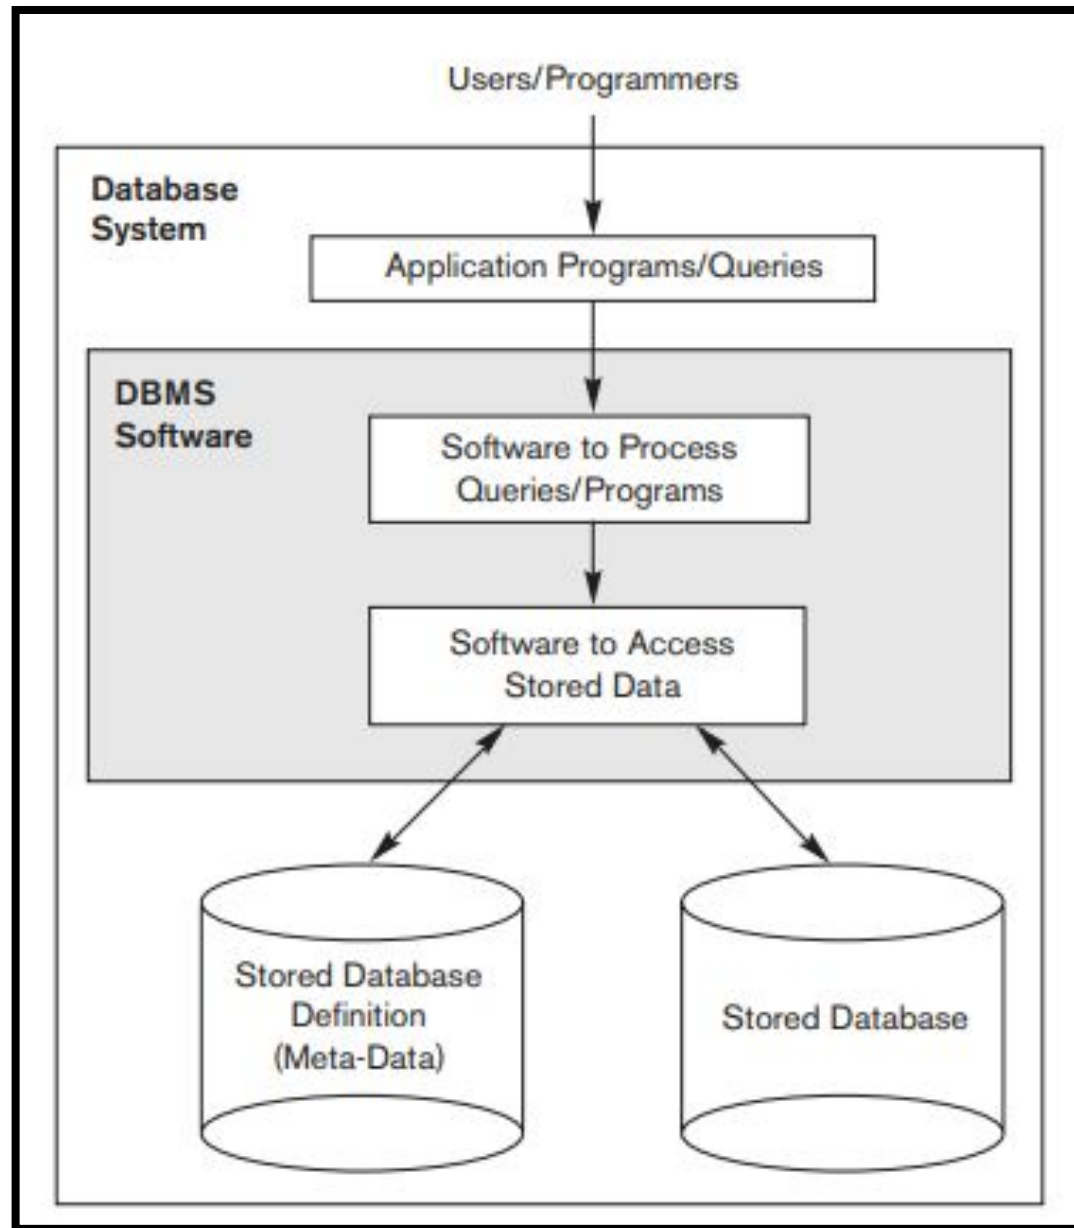 Users/Programmers
Database
System
Application Programs/Queries
DBMS
Software
Software to Process
Queries/Programs
Software to Access
Stored Data
Stored Database
Definition
(Meta-Data)
Stored Database